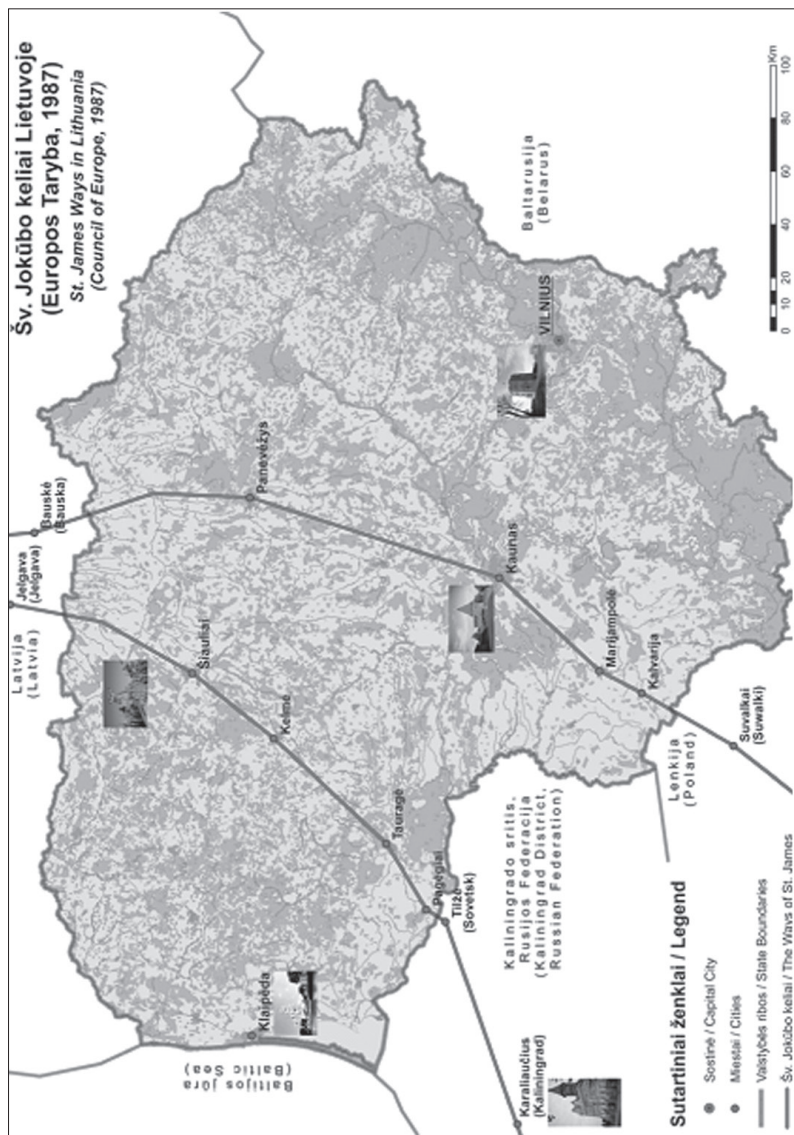 Šv. Jokūbo keliai Lietuvoje
(Europos Taryba, 1987)
St. James Ways in Lithuania
(Council of Europe, 1987)
Latvija
(Latvia)
Jelgava
(Jelgava)
Bauskė
(Bauska)
Šiauliai
Panevėžys
Kelmė
Klaipėda
Baltijos jūra
(Baltic Sea)
Tauragė
Pagėgiai
Tilžė
(Sovetsk)
Kaunas
VILNIUS
Baltarusija
(Belarus)
Marijampolė
Kalvarija
Suvalkai
(Suwalki)
Lenkija
(Poland)
Kaliningrado sritis,
Rusijos Federacija
(Kaliningrad District,
Russian Federation)
Karaliaučius
(Kaliningrad)
Sutartiniai ženklai / Legend
Sostinė / Capital City
Miestai / Cities
Valstybės ribos / State Boundaries
Šv. Jokūbo keliai / The Ways of St. James
0 10 20 40 60 80 100
Km